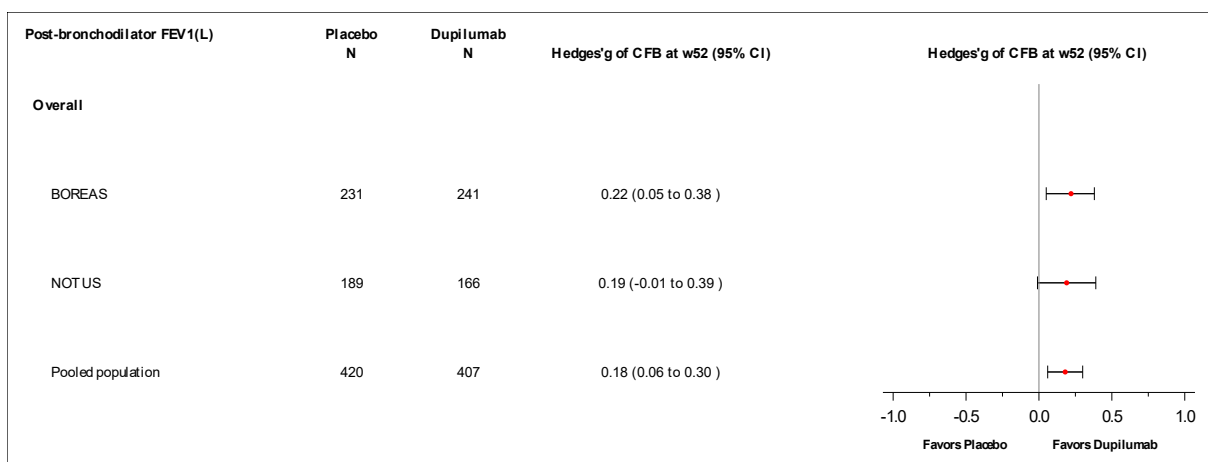 Post-bronchodilator FEV1(L) Placebo Dupilumab
N N Hedges'g of CFB at w52 (95% CI) Hedges'g of CFB at w52 (95% CI)
Overall
BOREAS 231 241 0.22 (0.05 to 0.38 )
NOTUS 189 166 0.19 (-0.01 to 0.39 )
Pooled population 420 407 0.18 (0.06 to 0.30 )
-1.0 -0.5 0.0 0.5 1.0
Favors Placebo Favors Dupilumab